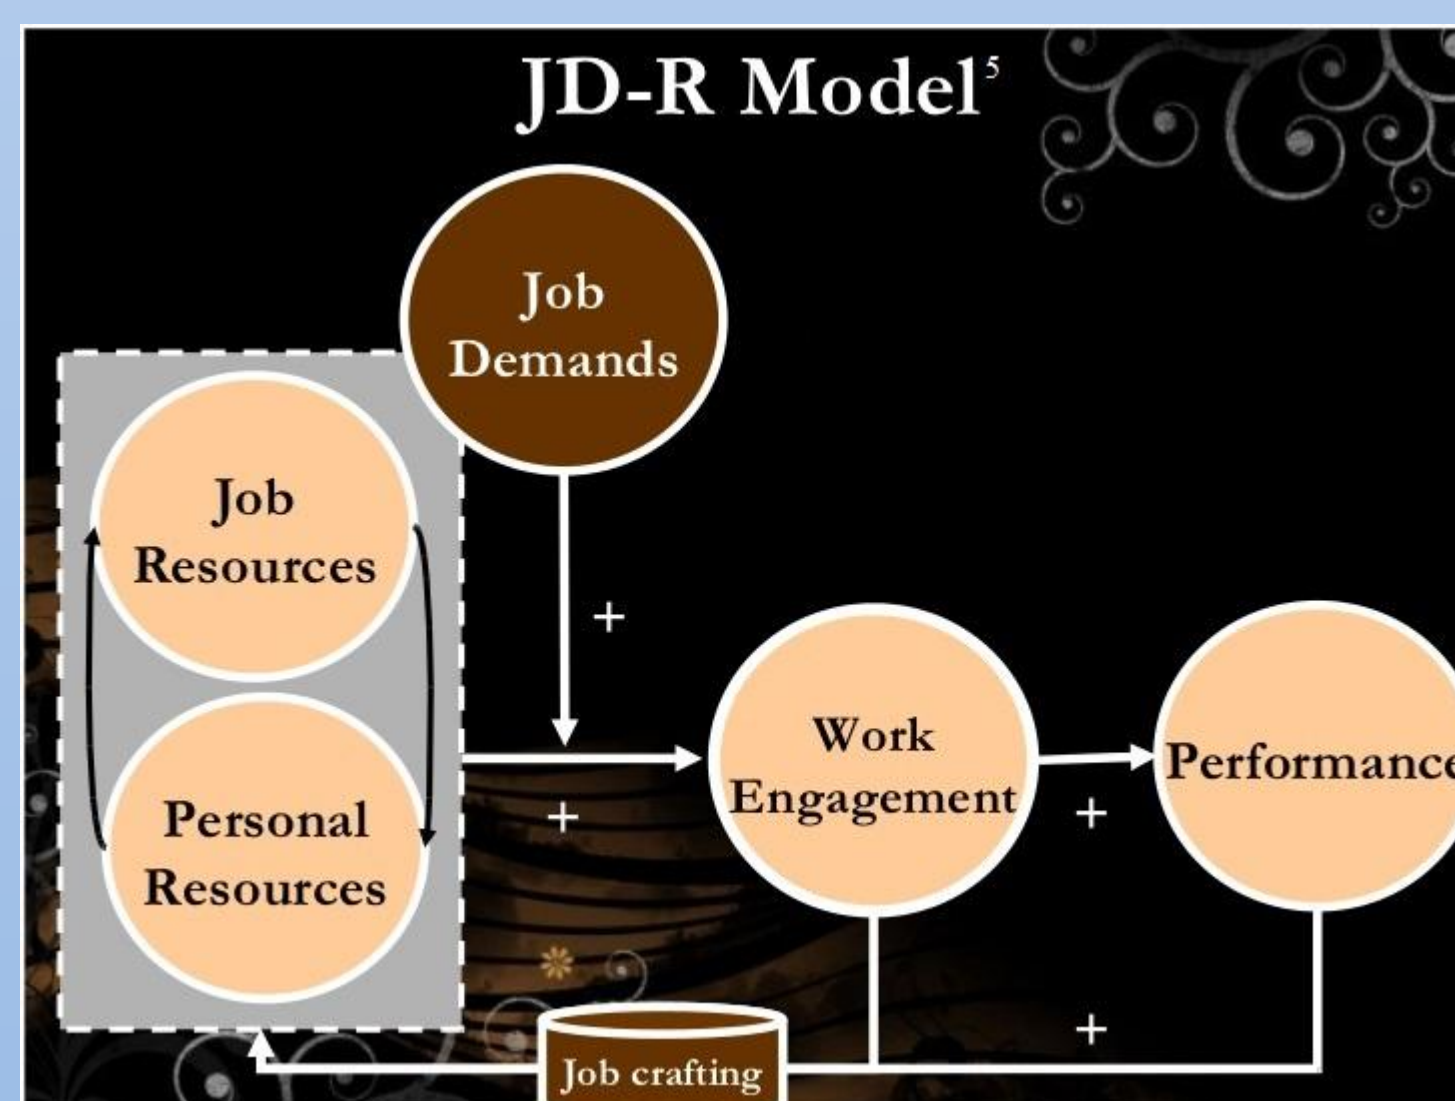 JD-R Model⁵
Job
Demands
Job
Resources
+
Work
Engagement
Performance
Personal
Resources
+
+
+
Job crafting